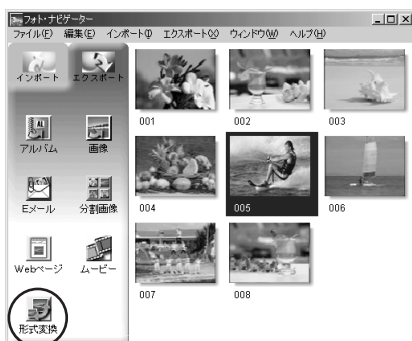 フォト・ナビゲーター
ファイル(F) 編集(E) インポート(I) エクスポート(X) ウィンドウ(W) ヘルプ(H)
インポート エクスポート
アルバム 画像
Eメール 分割画像
Webページ ムービー
形式変換
001 002 003
004 005 006
007 008